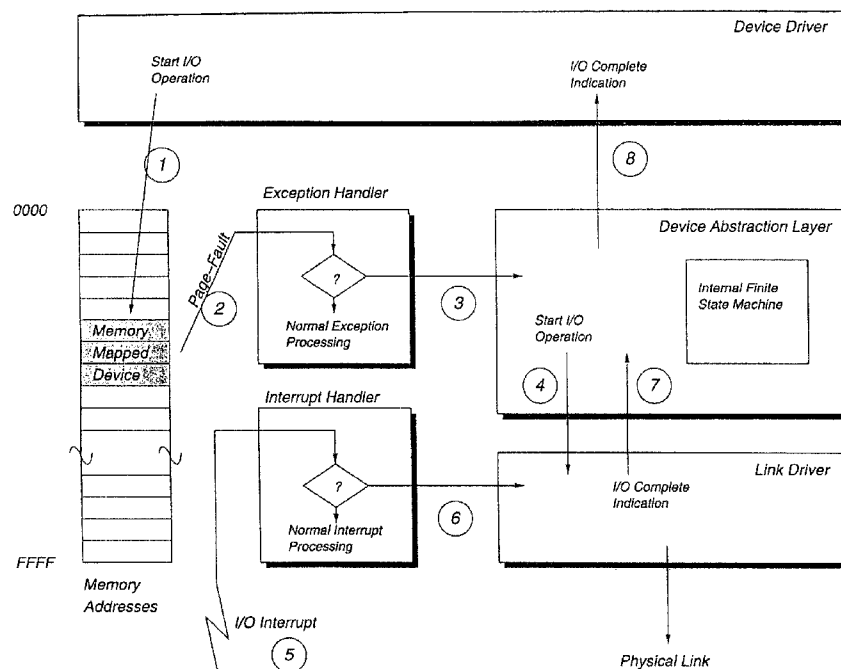 Device Driver
Start I/O
Operation
I/O Complete
Indication
1
8
Exception Handler
0000
Device Abstraction Layer
Page-Fault
?
2
3
Internal Finite
State Machine
Normal Exception
Processing
Start I/O
Operation
Memory
Mapped
Device
4
7
Interrupt Handler
Link Driver
?
6
I/O Complete
Indication
Normal Interrupt
Processing
FFFF
Memory
Addresses
I/O Interrupt
5
Physical Link